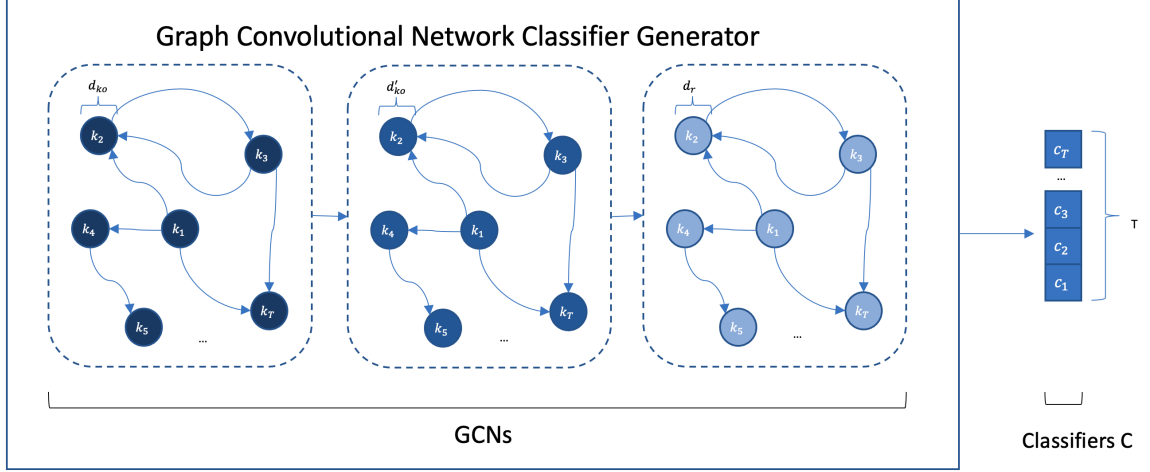 Graph Convolutional Network Classifier Generator
d_ko
k_2
k_3
k_4
k_1
k_5
k_T
...
d'_ko
k_2
k_3
k_4
k_1
k_5
k_T
...
d_r
k_2
k_3
k_4
k_1
k_5
k_T
...
GCNs
c_T
...
c_3
c_2
c_1
T
Classifiers C